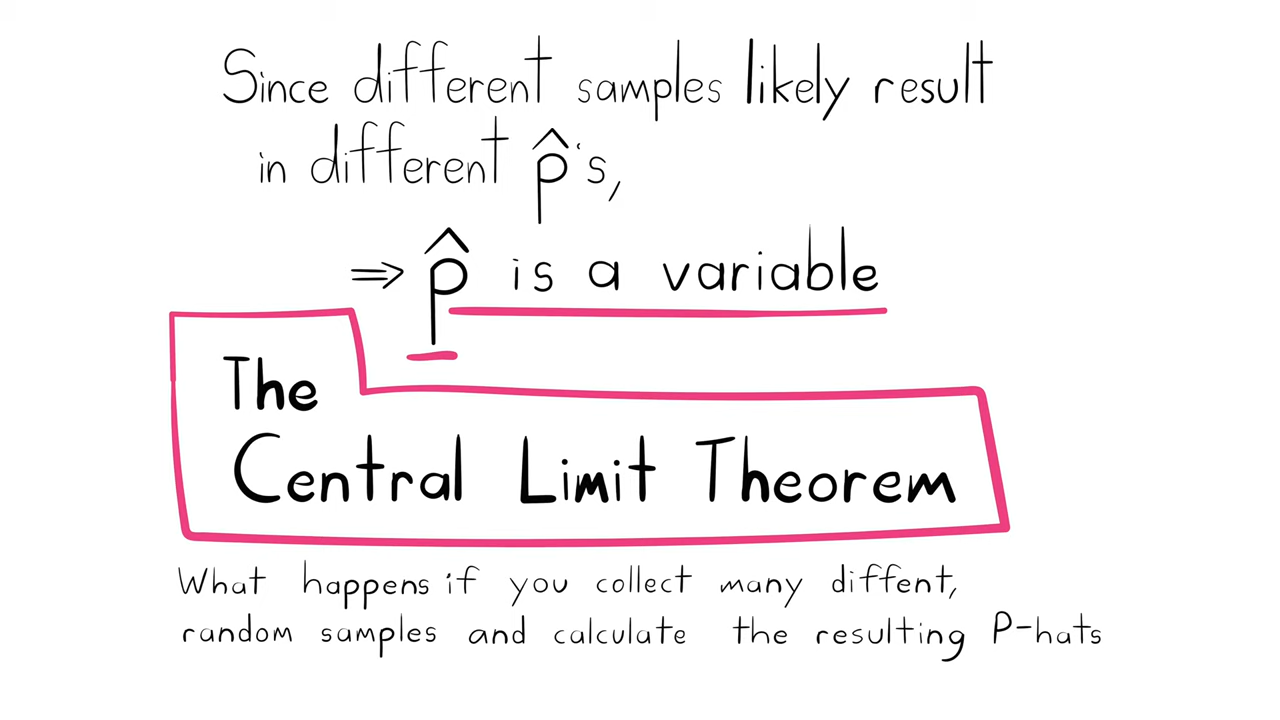 Since different samples likely result
in different p̂'s,
⇒ p̂ is a variable
The
Central Limit Theorem
What happens if you collect many diffent,
random samples and calculate the resulting P-hats